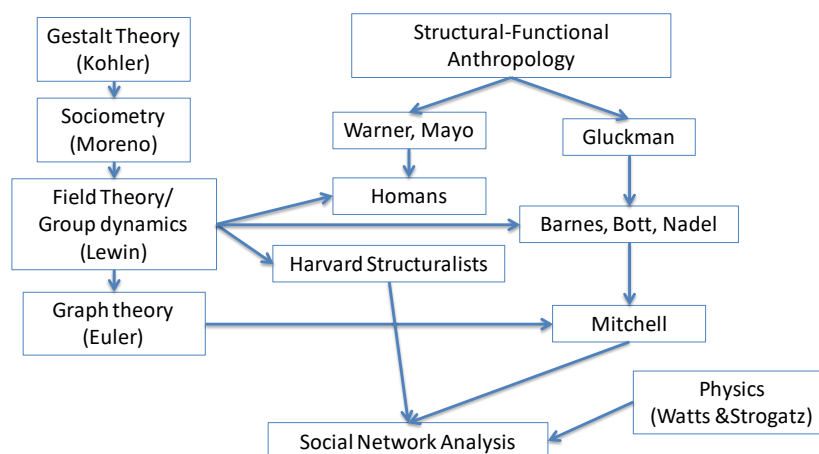 Gestalt Theory
(Kohler)
Structural-Functional
Anthropology
Sociometry
(Moreno)
Warner, Mayo
Gluckman
Field Theory/
Group dynamics
(Lewin)
Homans
Barnes, Bott, Nadel
Harvard Structuralists
Graph theory
(Euler)
Mitchell
Physics
(Watts &Strogatz)
Social Network Analysis